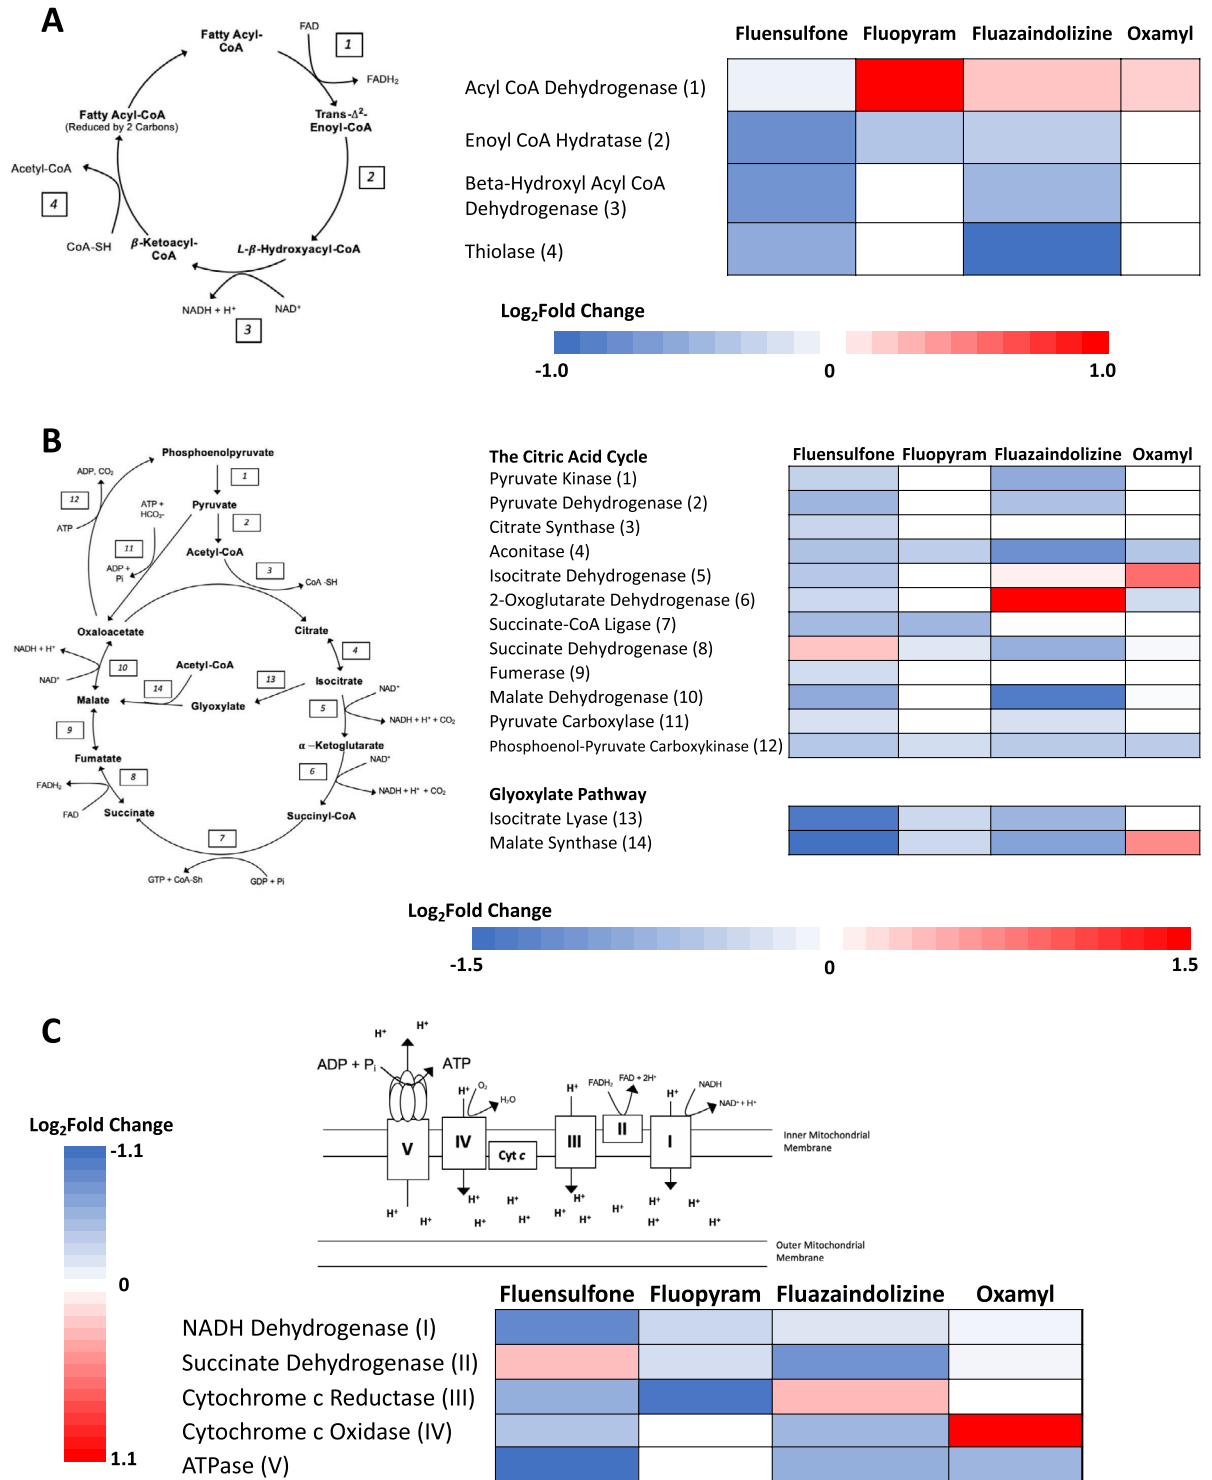 A
Fatty Acyl-
CoA
FAD
1
FADH2
Trans-Δ2-
Enoyl-CoA
2
L-β-Hydroxyacyl-CoA
NAD+
3
NADH + H+
β-Ketoacyl-
CoA
CoA-SH
4
Acetyl-CoA
Fatty Acyl-CoA
(Reduced by 2 Carbons)
Fluensulfone Fluopyram Fluazaindolizine Oxamyl
Acyl CoA Dehydrogenase (1)
Enoyl CoA Hydratase (2)
Beta-Hydroxyl Acyl CoA
Dehydrogenase (3)
Thiolase (4)
Log2Fold Change
-1.0 0 1.0
B
Phosphoenolpyruvate
1
ADP, CO2
12
ATP
ATP +
HCO2-
Pyruvate
2
11
ADP +
Pi
Acetyl-CoA
3
CoA -SH
Oxaloacetate
Citrate
4
NADH + H+
10
NAD+
Acetyl-CoA
14
13
Isocitrate
Malate
Glyoxylate
5
NAD+
NADH + H+ + CO2
9
α –Ketoglutarate
Fumatate
6
NAD+
NADH + H+ + CO2
FADH2
8
FAD
Succinate
Succinyl-CoA
7
GTP + CoA-Sh
GDP + Pi
The Citric Acid Cycle
Fluensulfone Fluopyram Fluazaindolizine Oxamyl
Pyruvate Kinase (1)
Pyruvate Dehydrogenase (2)
Citrate Synthase (3)
Aconitase (4)
Isocitrate Dehydrogenase (5)
2-Oxoglutarate Dehydrogenase (6)
Succinate-CoA Ligase (7)
Succinate Dehydrogenase (8)
Fumerase (9)
Malate Dehydrogenase (10)
Pyruvate Carboxylase (11)
Phosphoenol-Pyruvate Carboxykinase (12)
Glyoxylate Pathway
Isocitrate Lyase (13)
Malate Synthase (14)
Log2Fold Change
-1.5 0 1.5
C
H+ H+
ADP + Pi ATP
H+ O2 H2O
H+
FADH2 FAD + 2H+
H+ NADH
NAD+ + H+
V IV Cyt c III II I
Inner Mitochondrial
Membrane
H+ H+ H+ H+ H+
H+ H+ H+
H+ H+ H+ H+ H+ H+
Outer Mitochondrial
Membrane
Log2Fold Change
-1.1
0
1.1
Fluensulfone Fluopyram Fluazaindolizine Oxamyl
NADH Dehydrogenase (I)
Succinate Dehydrogenase (II)
Cytochrome c Reductase (III)
Cytochrome c Oxidase (IV)
ATPase (V)